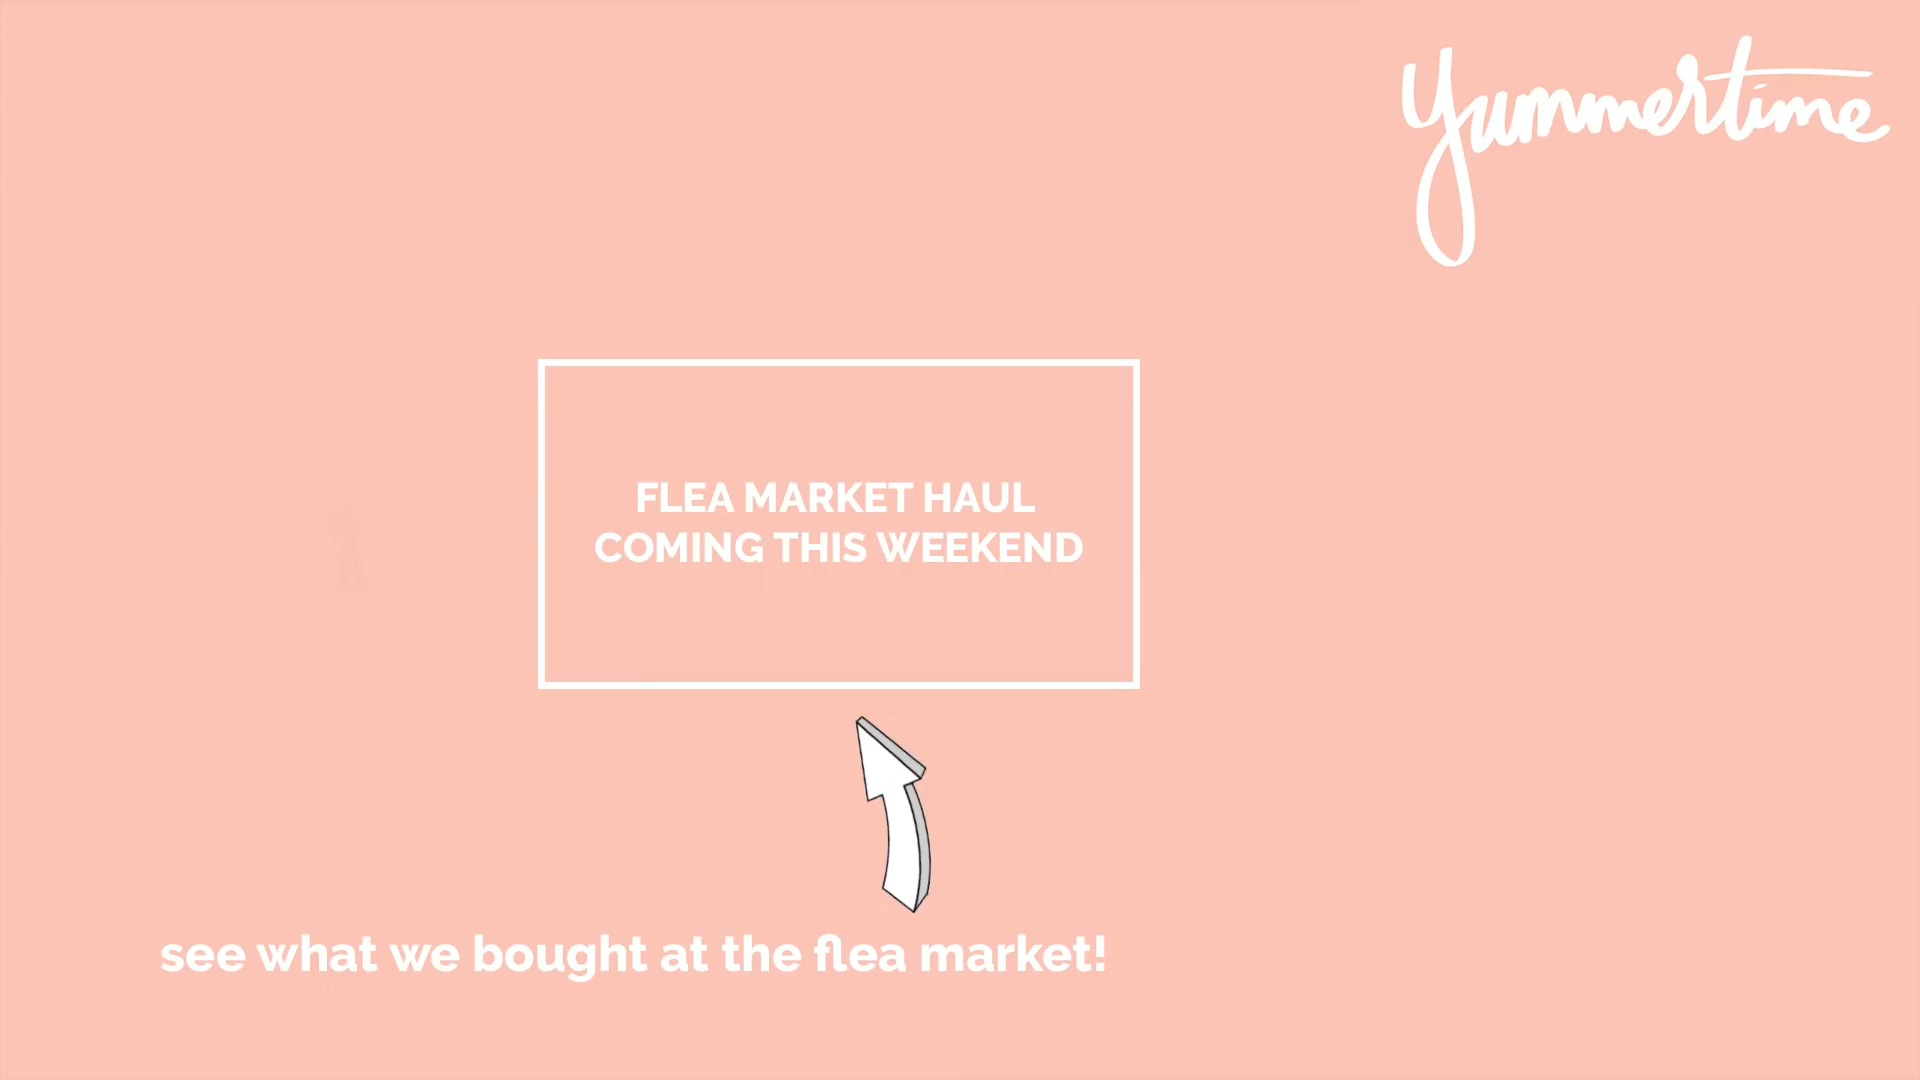 yummertime
FLEA MARKET HAUL
COMING THIS WEEKEND
see what we bought at the flea market!